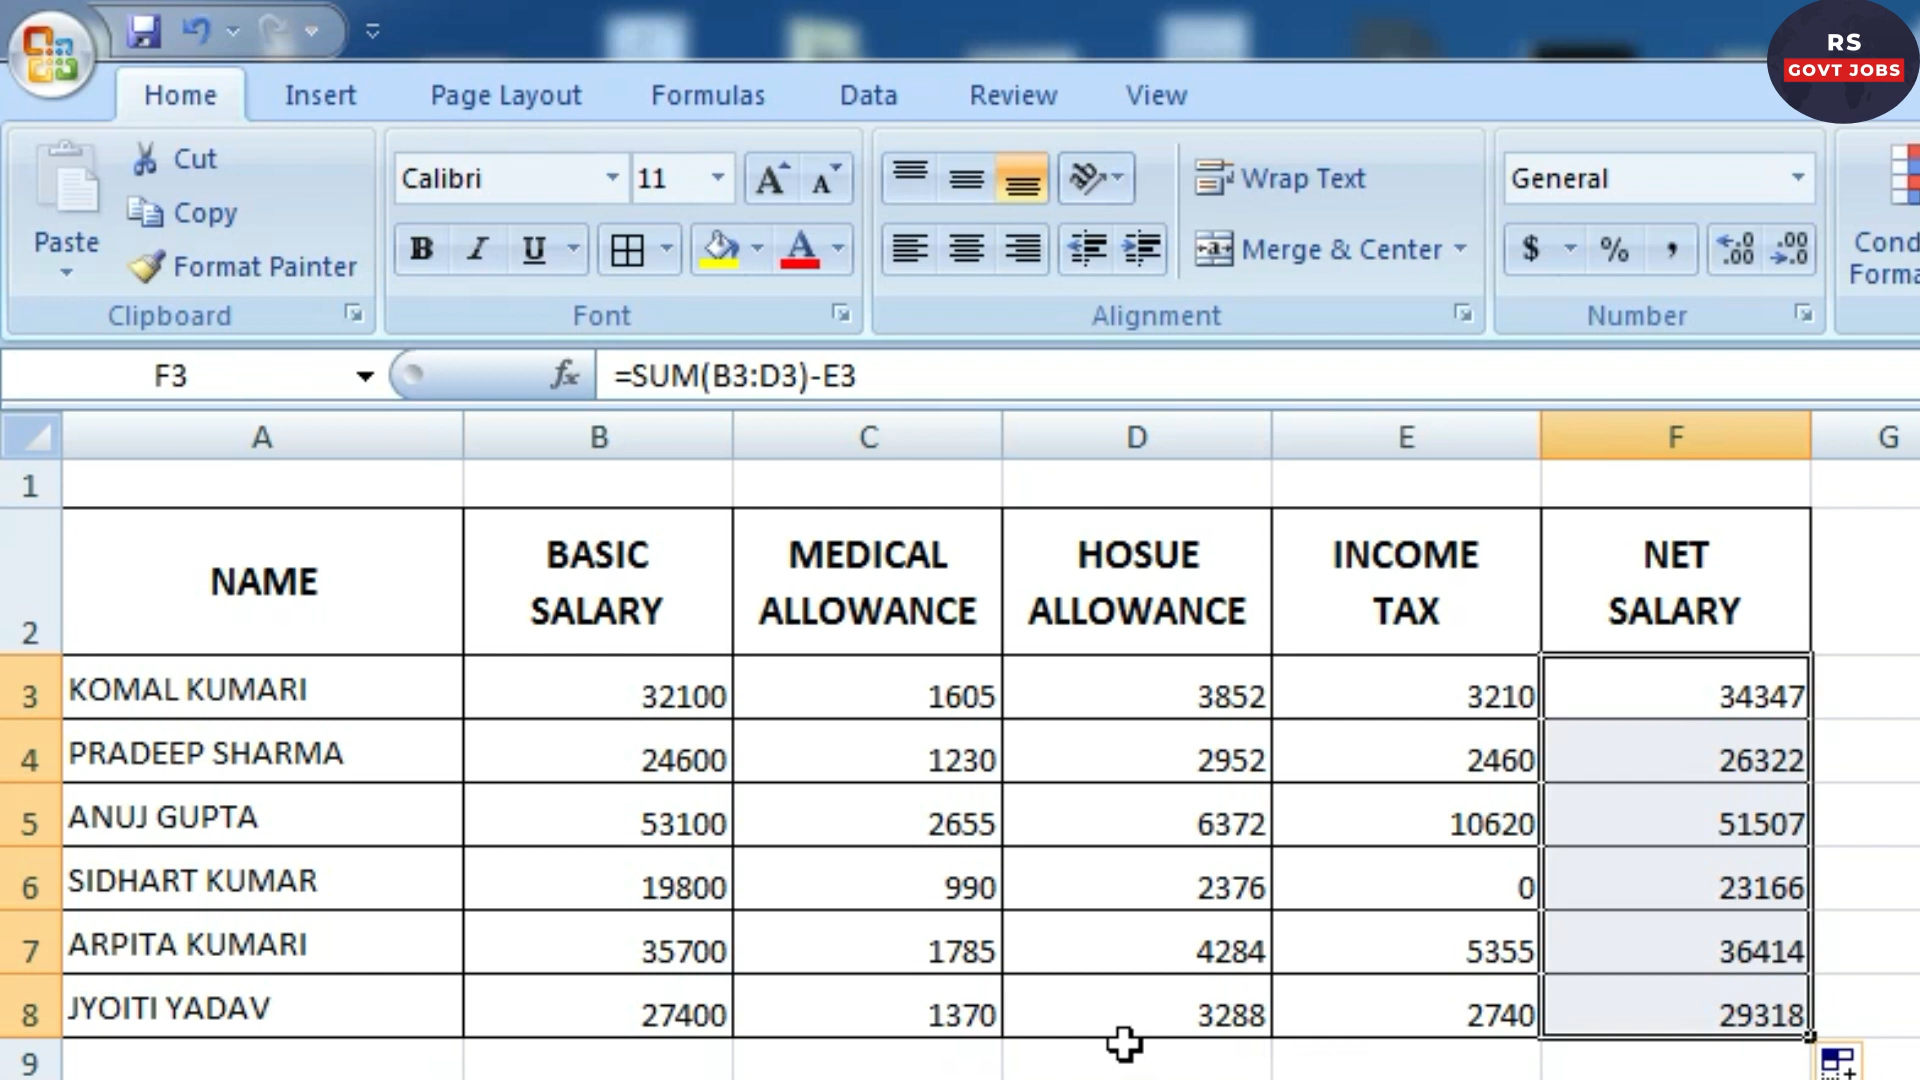 RS
GOVT JOBS
Home Insert Page Layout Formulas Data Review View
Cut
Copy
Format Painter
Paste
Clipboard
Calibri 11
B I U
Font
Wrap Text
Merge & Center
Alignment
General
$ % ,
Number
Cond
Forma
F3 fx =SUM(B3:D3)-E3
A B C D E F G
1
2 NAME BASIC SALARY MEDICAL ALLOWANCE HOSUE ALLOWANCE INCOME TAX NET SALARY
3 KOMAL KUMARI 32100 1605 3852 3210 34347
4 PRADEEP SHARMA 24600 1230 2952 2460 26322
5 ANUJ GUPTA 53100 2655 6372 10620 51507
6 SIDHART KUMAR 19800 990 2376 0 23166
7 ARPITA KUMARI 35700 1785 4284 5355 36414
8 JYOITI YADAV 27400 1370 3288 2740 29318
9